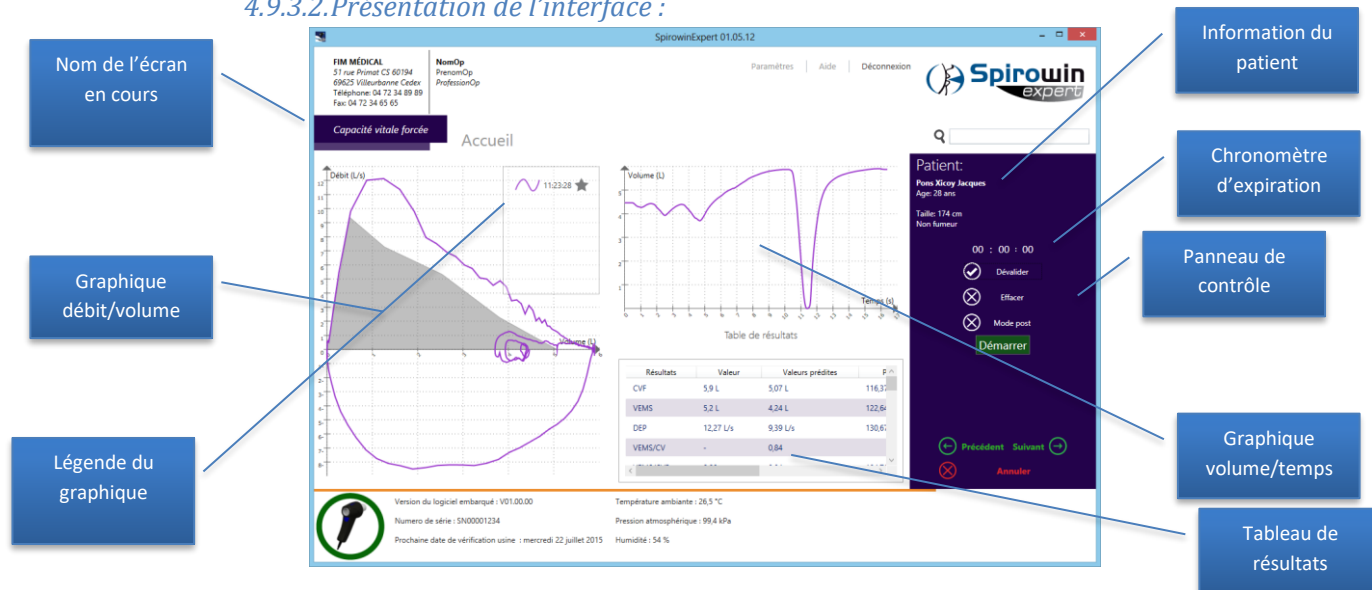 4.9.3.2.Présentation de l'interface :
Nom de l'écran
en cours
Graphique
débit/volume
Légende du
graphique
SpirowinExpert 01.05.12
FIM MÉDICAL
51 rue Primat CS 60194
69625 Villeurbanne Cedex
Téléphone: 04 72 34 89 89
Fax: 04 72 34 65 65
NomOp
PrenomOp
ProfessionOp
Paramètres
Aide
Déconnexion
Spirowin
expert
Capacité vitale forcée
Accueil
Débit (L/s)
11:23:28
Volume (L)
Volume (L)
Temps (s)
Table de résultats
Résultats Valeur Valeurs prédites
CVF 5,9 L 5,07 L 116,37
VEMS 5,2 L 4,24 L 122,64
DEP 12,27 L/s 9,39 L/s 130,67
VEMS/CV - 0,84
Patient:
Pons Xicoy Jacques
Age: 28 ans
Taille: 174 cm
Non fumeur
00 : 00 : 00
Dévalider
Effacer
Mode post
Démarrer
Précédent Suivant
Annuler
Version du logiciel embarqué : V01.00.00
Numero de série : SN00001234
Prochaine date de vérification usine : mercredi 22 juillet 2015
Température ambiante : 26,5 °C
Pression atmosphérique : 99,4 kPa
Humidité : 54 %
Information du
patient
Chronomètre
d'expiration
Panneau de
contrôle
Graphique
volume/temps
Tableau de
résultats